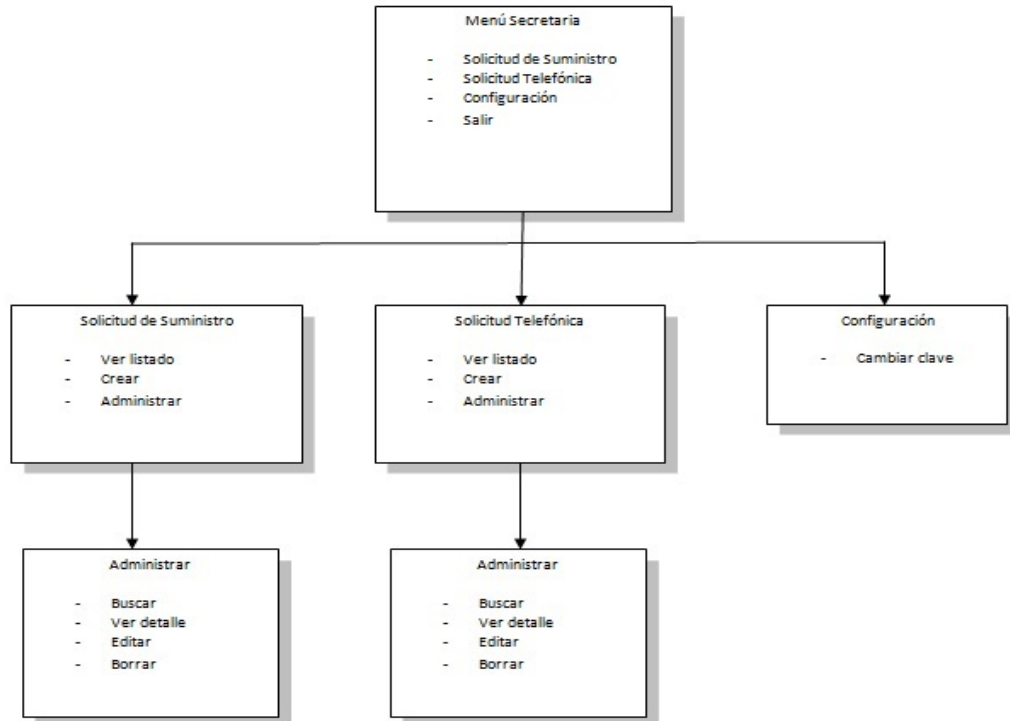 Menú Secretaria
- Solicitud de Suministro
- Solicitud Telefónica
- Configuración
- Salir
Solicitud de Suministro
- Ver listado
- Crear
- Administrar
Solicitud Telefónica
- Ver listado
- Crear
- Administrar
Configuración
- Cambiar clave
Administrar
- Buscar
- Ver detalle
- Editar
- Borrar
Administrar
- Buscar
- Ver detalle
- Editar
- Borrar